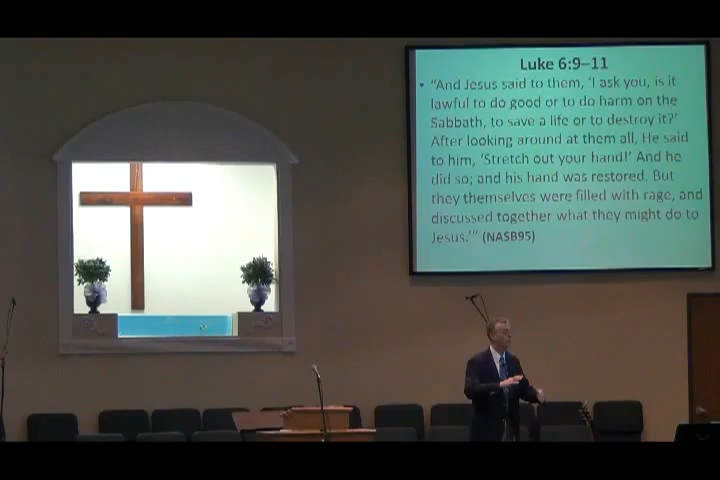 Luke 6:9–11
• "And Jesus said to them, 'I ask you, is it
lawful to do good or to do harm on the
Sabbath, to save a life or to destroy it?'
After looking around at them all, He said
to him, 'Stretch out your hand!' And he
did so; and his hand was restored. But
they themselves were filled with rage, and
discussed together what they might do to
Jesus.'" (NASB95)